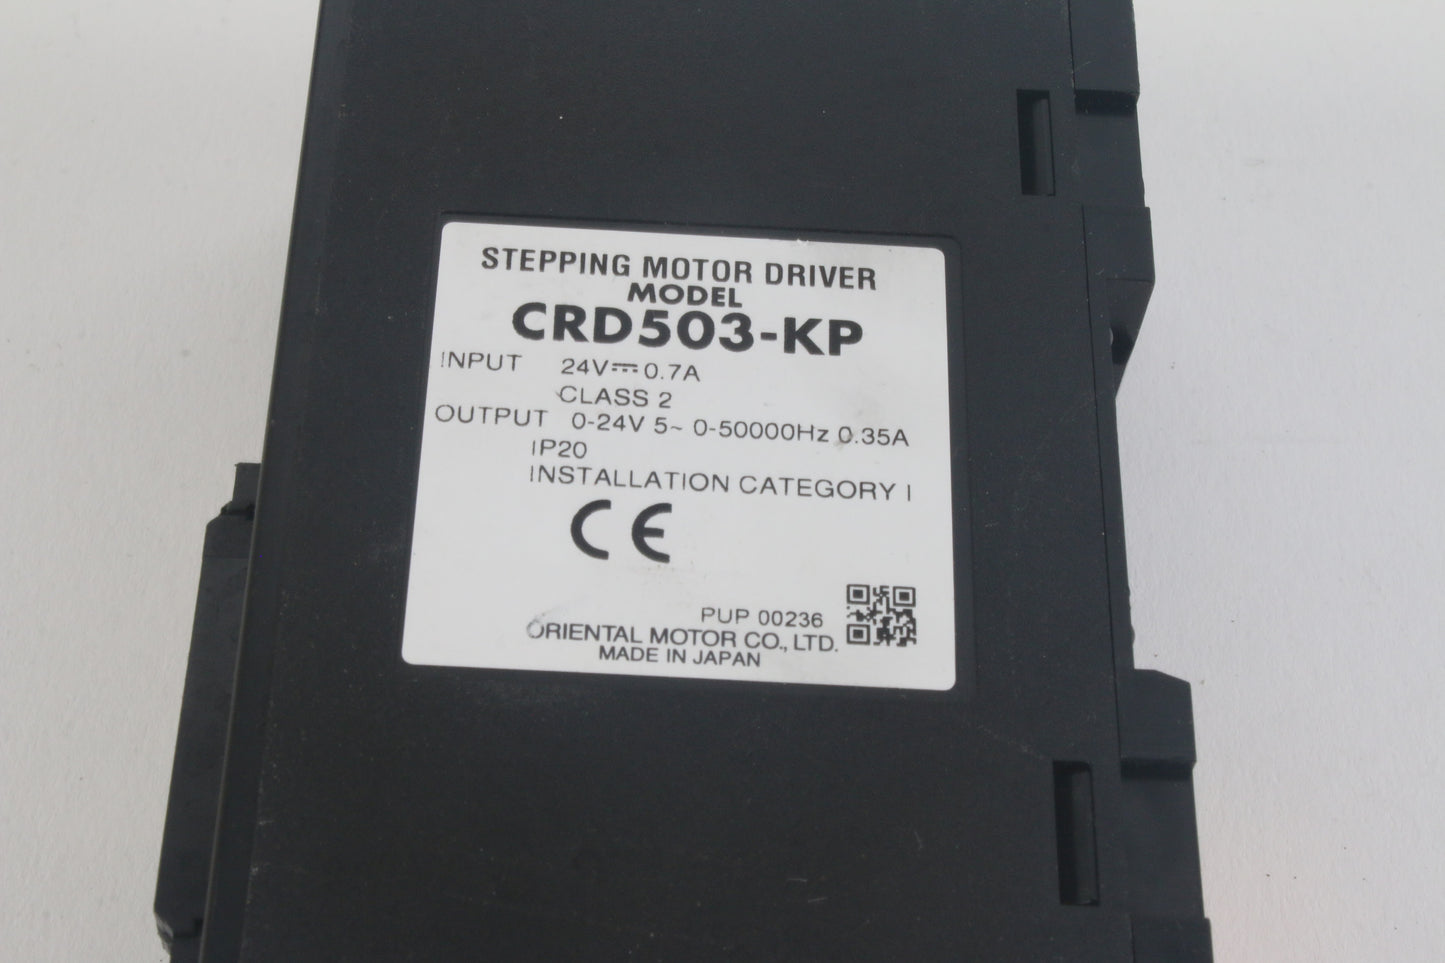 STEPPING MOTOR DRIVER
MODEL
CRD503-KP
INPUT 24V⎓0.7A
CLASS 2
OUTPUT 0-24V 5~ 0-50000Hz 0.35A
IP20
INSTALLATION CATEGORY I
CE
PUP 00236
ORIENTAL MOTOR CO., LTD.
MADE IN JAPAN